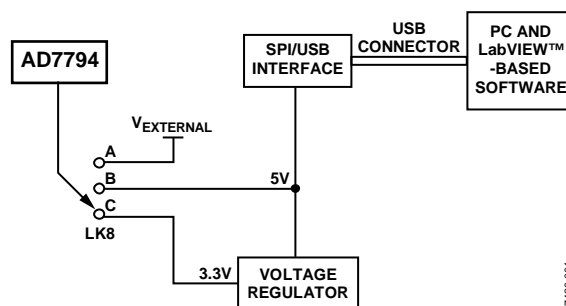 AD7794
SPI/USB
INTERFACE
USB
CONNECTOR
PC AND
LabVIEW™
-BASED
SOFTWARE
VEXTERNAL
A
B
C
LK8
5V
3.3V
VOLTAGE
REGULATOR